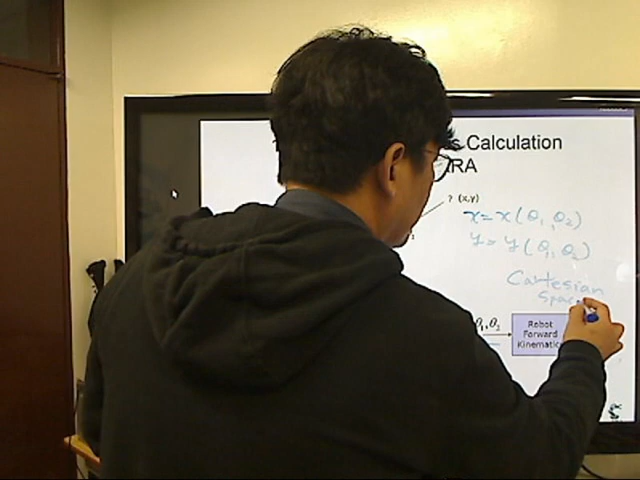 s Calculation
RA
? (x,y)
x = x(θ₁, θ₂)
y = y(θ₁, θ₂)
Cartesian
Spac
θ₁,θ₂
Robot
Forward
Kinematic